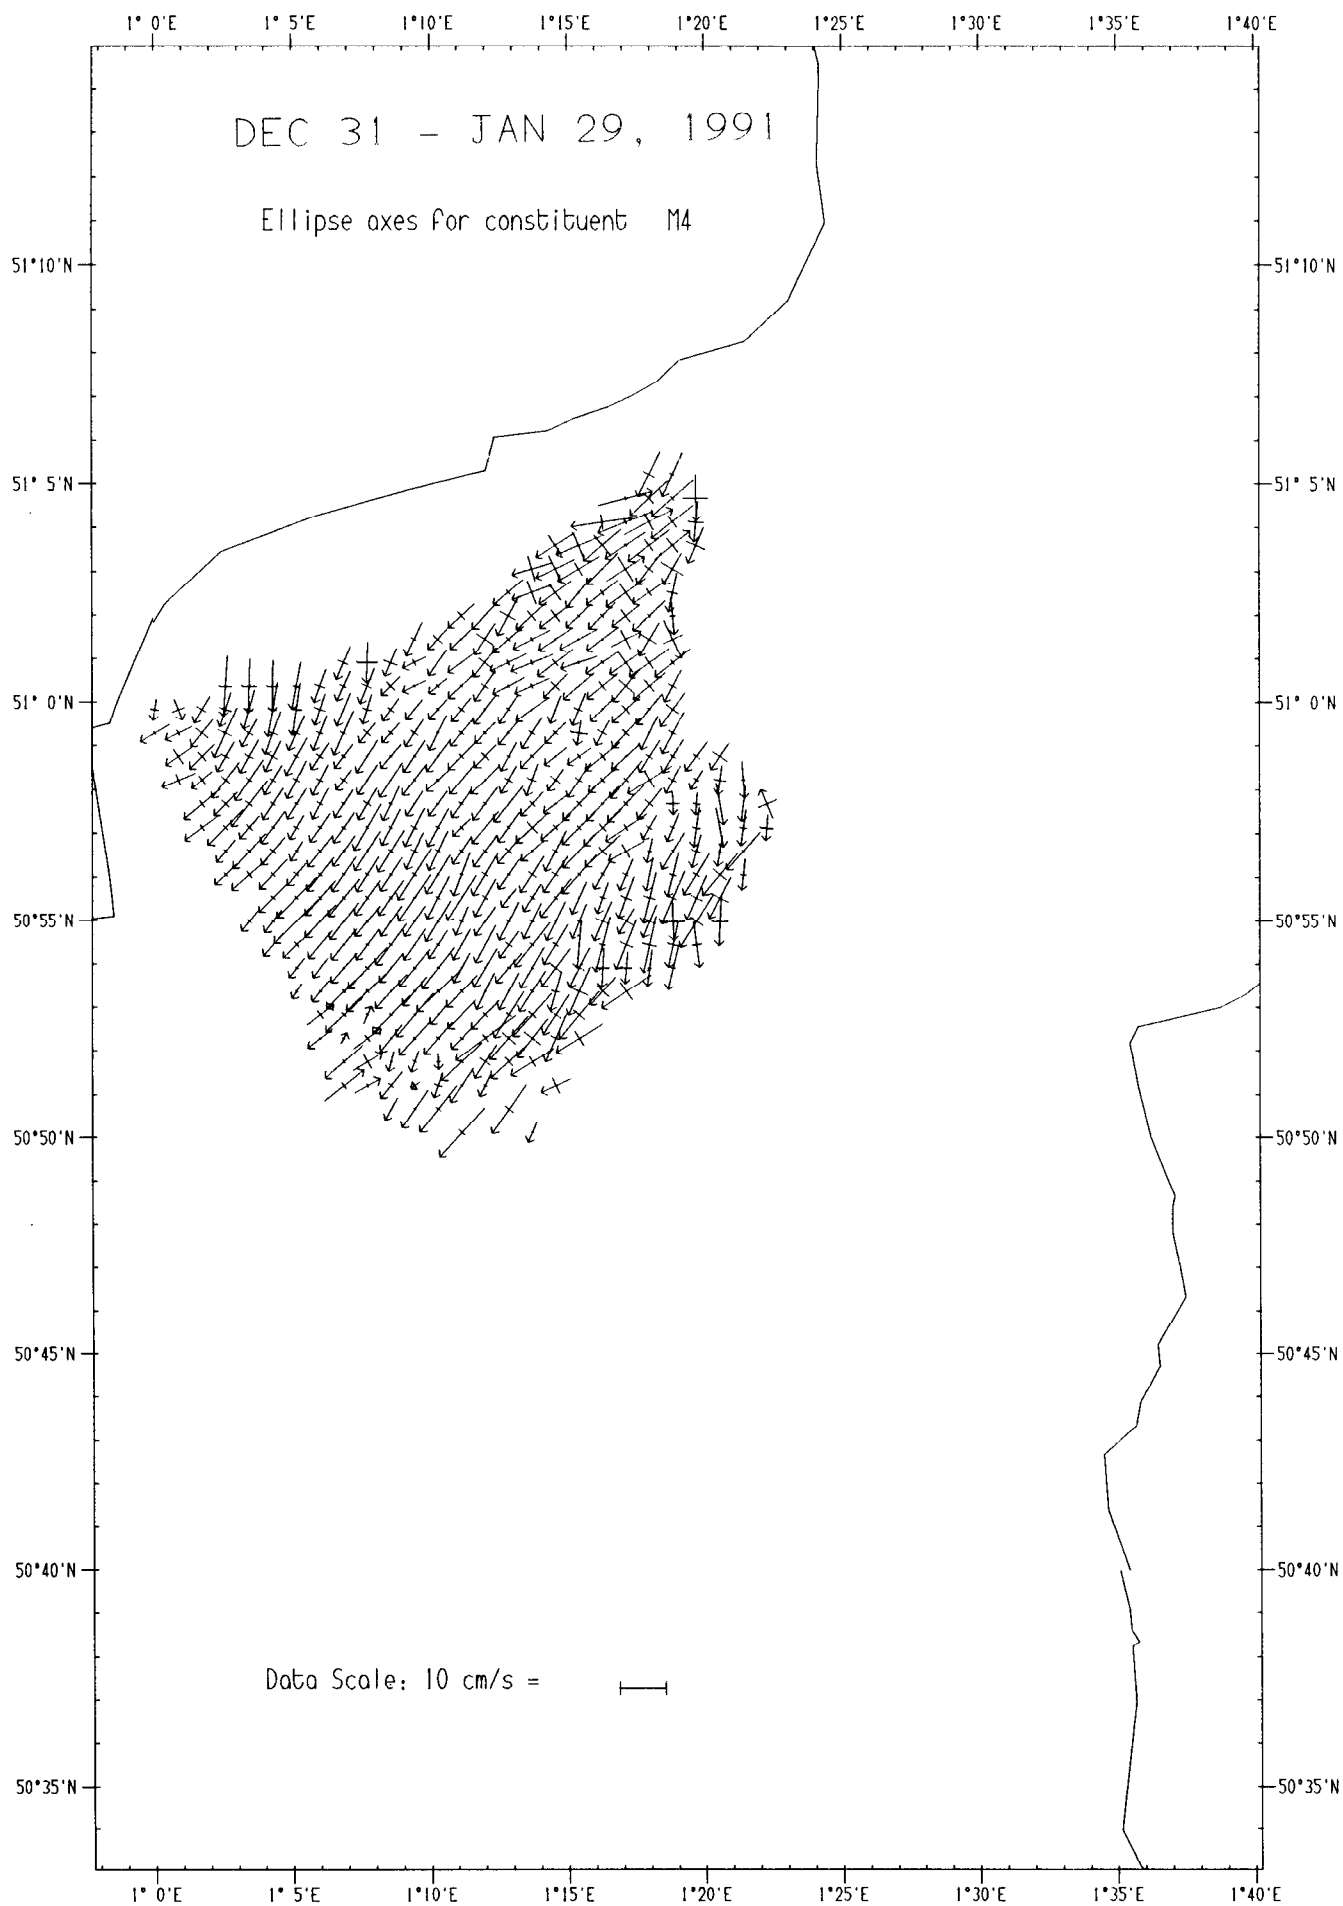 1° 0'E 1° 5'E 1°10'E 1°15'E 1°20'E 1°25'E 1°30'E 1°35'E 1°40'E
DEC 31 - JAN 29, 1991
Ellipse axes for constituent M4
51°10'N 51°10'N
51° 5'N 51° 5'N
51° 0'N 51° 0'N
50°55'N 50°55'N
50°50'N 50°50'N
50°45'N 50°45'N
50°40'N 50°40'N
Data Scale: 10 cm/s =
50°35'N 50°35'N
1° 0'E 1° 5'E 1°10'E 1°15'E 1°20'E 1°25'E 1°30'E 1°35'E 1°40'E